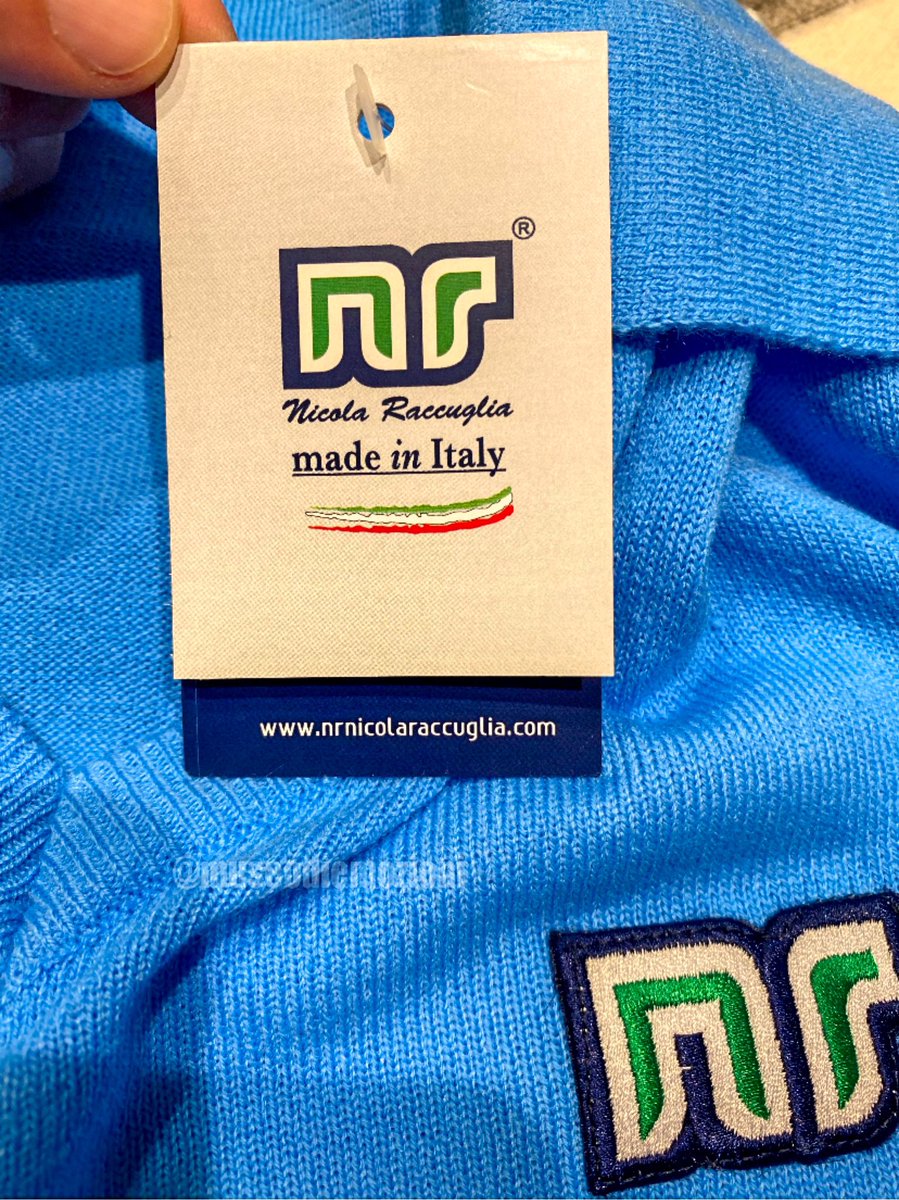 nr®
Nicola Raccuglia
made in Italy
www.nrnicolaraccuglia.com
nr